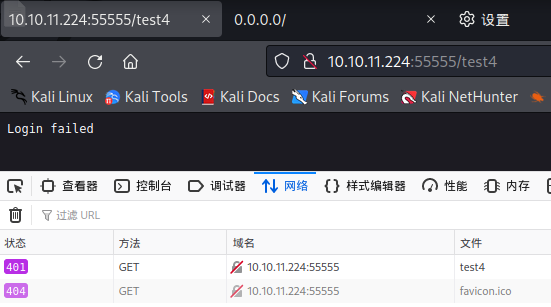 10.10.11.224:55555/test4
0.0.0.0/
设置
10.10.11.224:55555/test4
Kali Linux Kali Tools Kali Docs Kali Forums Kali NetHunter
Login failed
查看器 控制台 调试器 网络 样式编辑器 性能 内存
过滤 URL
状态 方法 域名 文件
401 GET 10.10.11.224:55555 test4
404 GET 10.10.11.224:55555 favicon.ico